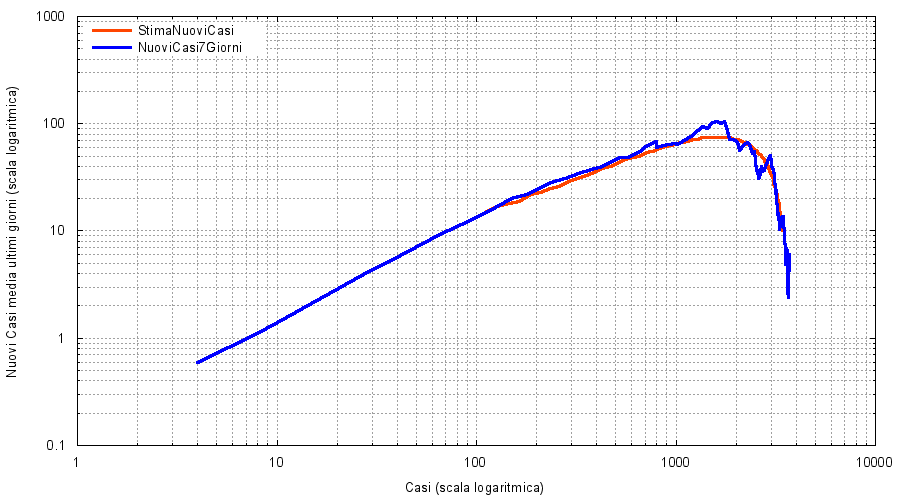 1000
100
10
1
0.1
StimaNuoviCasi
NuoviCasi7Giorni
Nuovi Casi media ultimi giorni (scala logaritmica)
1 10 100 1000 10000
Casi (scala logaritmica)